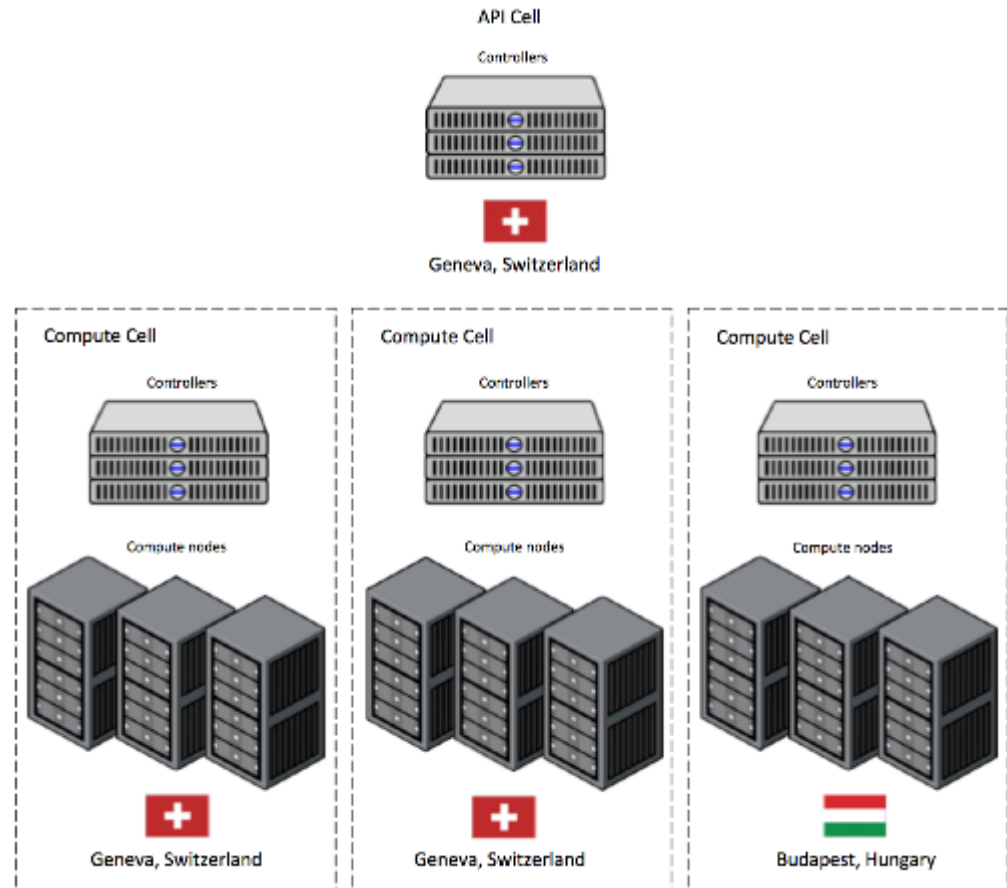 API Cell
Controllers
Geneva, Switzerland
Compute Cell
Controllers
Compute nodes
Geneva, Switzerland
Compute Cell
Controllers
Compute nodes
Geneva, Switzerland
Compute Cell
Controllers
Compute nodes
Budapest, Hungary